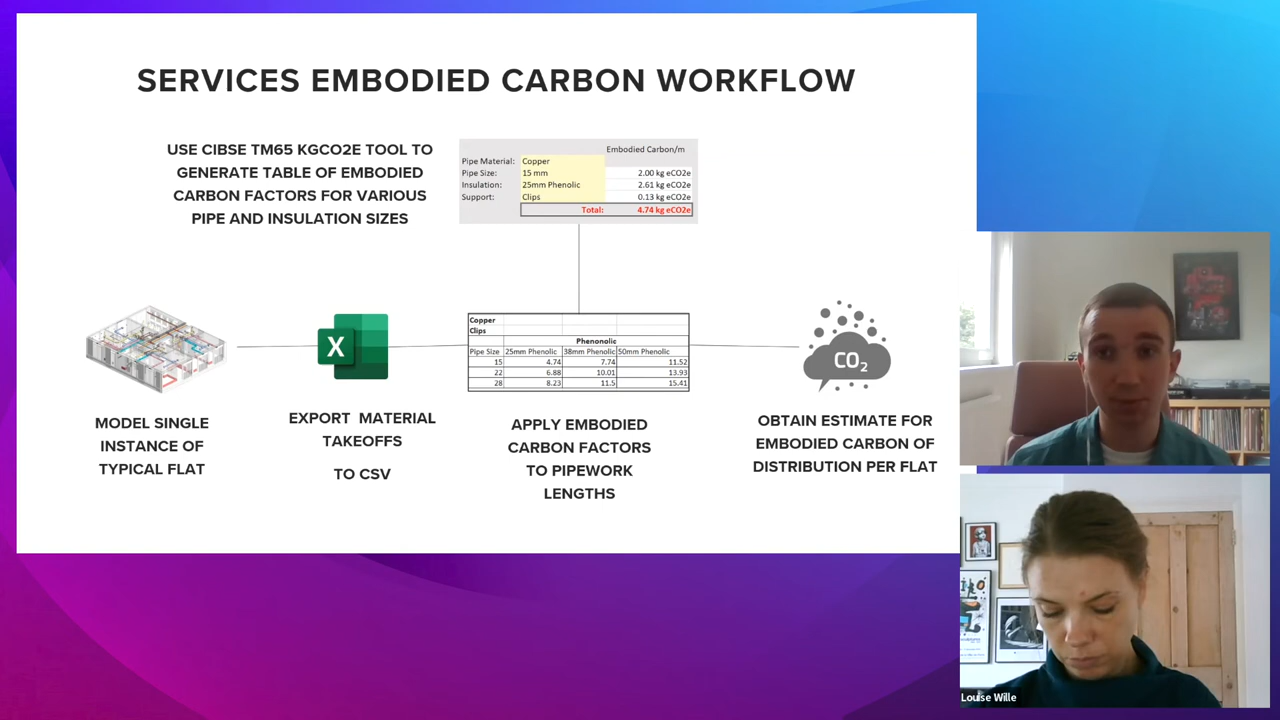 SERVICES EMBODIED CARBON WORKFLOW
USE CIBSE TM65 KGCO2E TOOL TO
GENERATE TABLE OF EMBODIED
CARBON FACTORS FOR VARIOUS
PIPE AND INSULATION SIZES
Embodied Carbon/m
Pipe Material: Copper
Pipe Size: 15 mm 2.00 kg eCO2e
Insulation: 25mm Phenolic 2.61 kg eCO2e
Support: Clips 0.13 kg eCO2e
Total: 4.74 kg eCO2e
X
Copper
Clips
Phenonolic
Pipe Size 25mm Phenolic 38mm Phenolic 50mm Phenolic
15 4.74 7.74 11.52
22 6.88 10.01 13.93
28 8.23 11.5 15.41
CO2
MODEL SINGLE
INSTANCE OF
TYPICAL FLAT
EXPORT MATERIAL
TAKEOFFS
TO CSV
APPLY EMBODIED
CARBON FACTORS
TO PIPEWORK
LENGTHS
OBTAIN ESTIMATE FOR
EMBODIED CARBON OF
DISTRIBUTION PER FLAT
Louise Wille